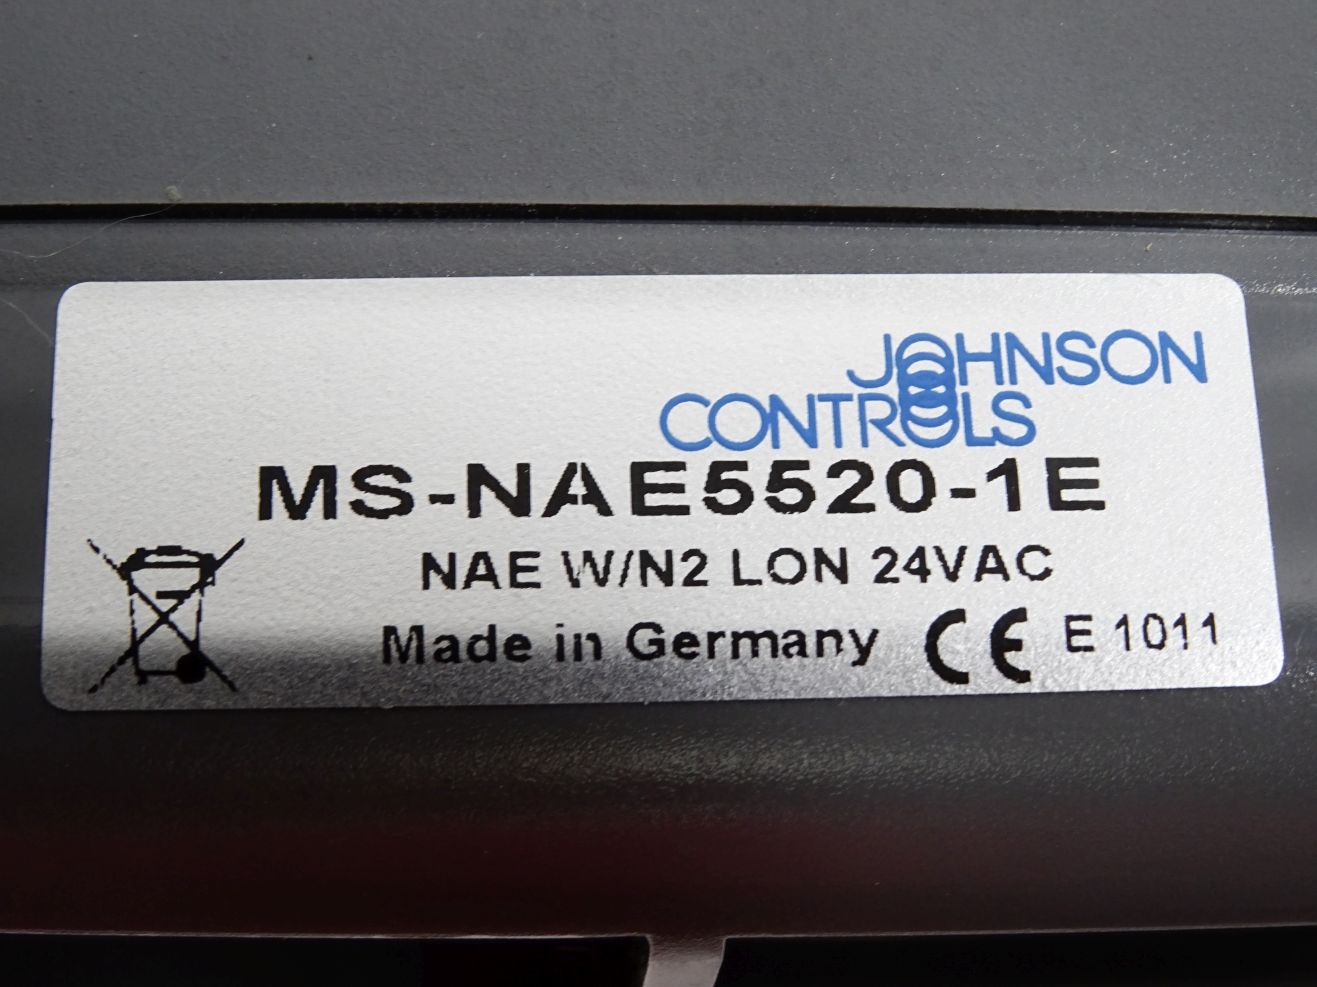 JOHNSON
CONTROLS
MS-NAE5520-1E
NAE W/N2 LON 24VAC
Made in Germany CE E 1011